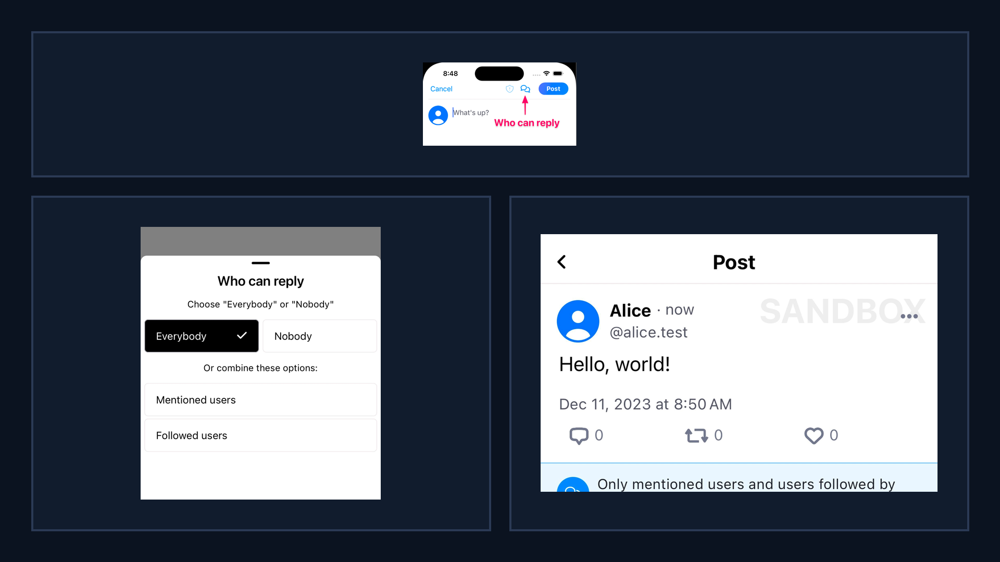 8:48
Cancel
Post
What's up?
Who can reply
Who can reply
Choose "Everybody" or "Nobody"
Everybody
Nobody
Or combine these options:
Mentioned users
Followed users
Post
SANDBOX
Alice · now
@alice.test
Hello, world!
Dec 11, 2023 at 8:50 AM
0 0 0
Only mentioned users and users followed by